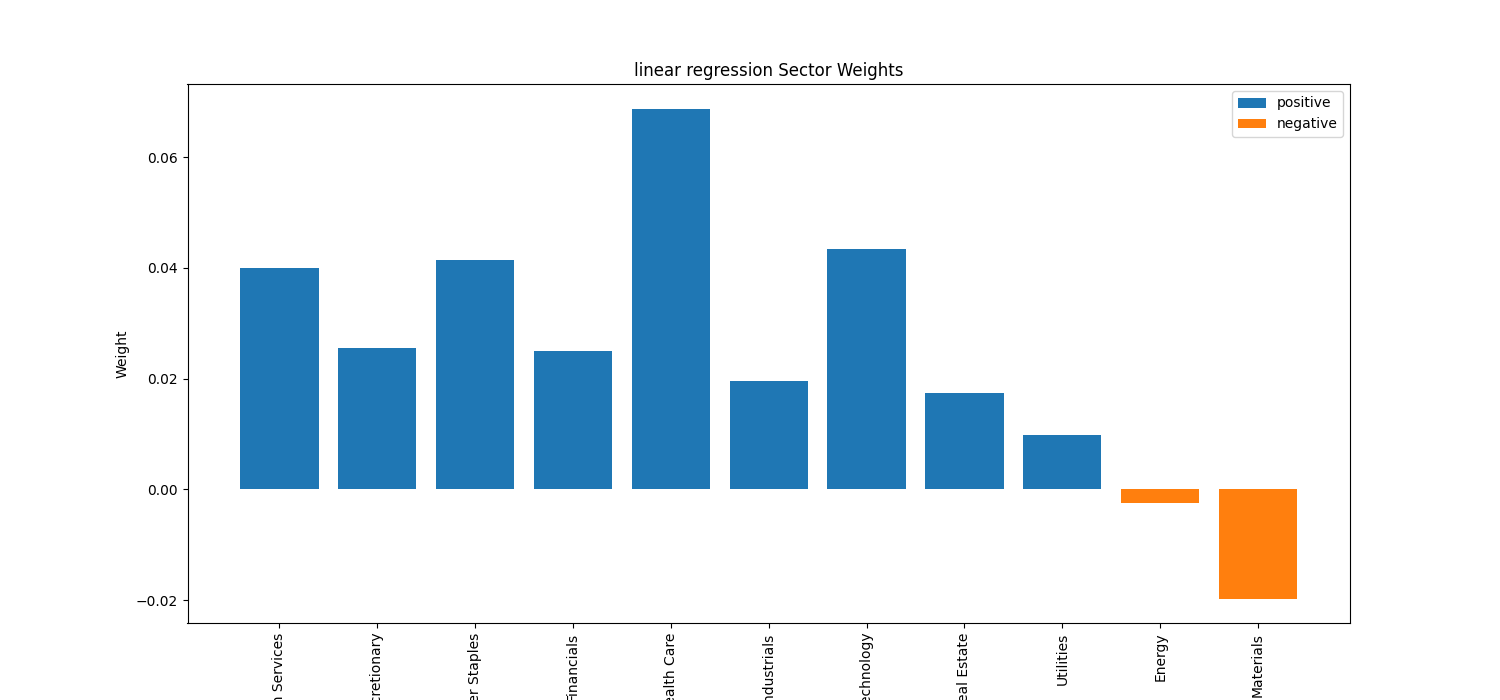 linear regression Sector Weights
positive
negative
Weight
0.06
0.04
0.02
0.00
−0.02
n Services
cretionary
er Staples
Financials
ealth Care
ndustrials
echnology
eal Estate
Utilities
Energy
Materials